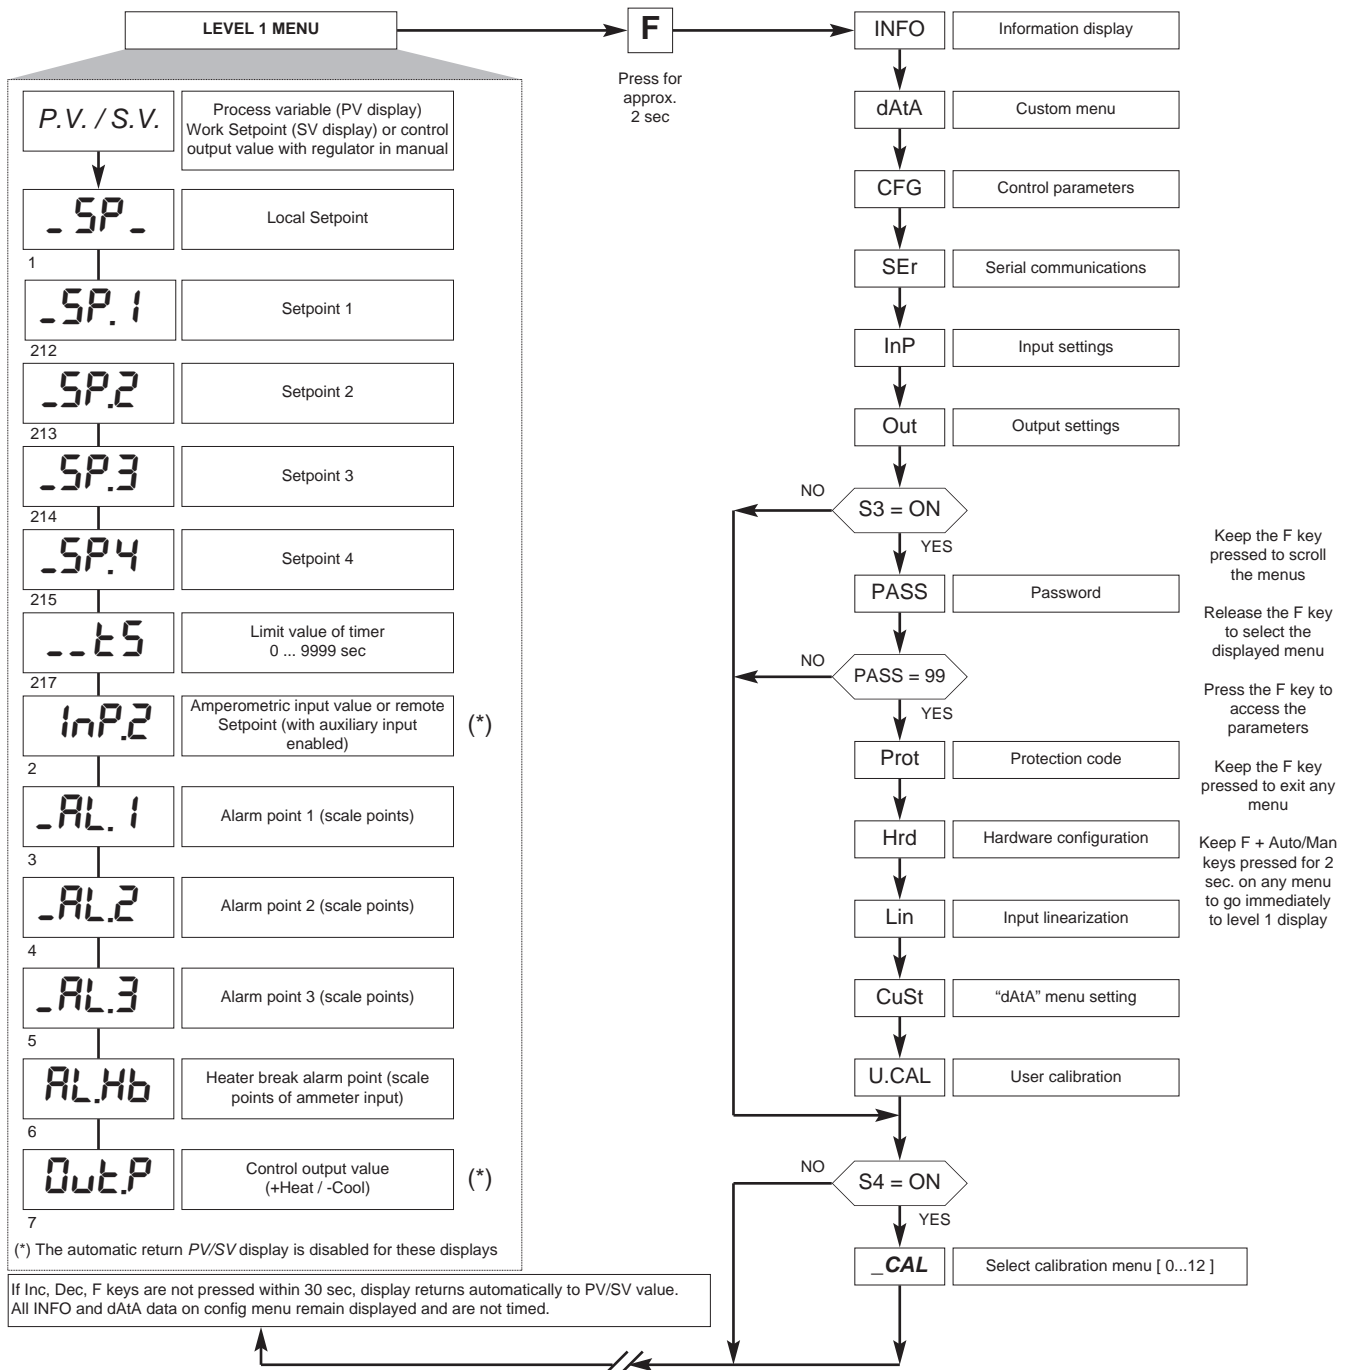 LEVEL 1 MENU
F
Press for
approx.
2 sec
P.V. / S.V.
Process variable (PV display)
Work Setpoint (SV display) or control
output value with regulator in manual
_SP_
Local Setpoint
1
_SP.1
Setpoint 1
212
_SP.2
Setpoint 2
213
_SP.3
Setpoint 3
214
_SP.4
Setpoint 4
215
__tS
Limit value of timer
0 ... 9999 sec
217
InP.2
Amperometric input value or remote
Setpoint (with auxiliary input
enabled)
(*)
2
_AL.1
Alarm point 1 (scale points)
3
_AL.2
Alarm point 2 (scale points)
4
_AL.3
Alarm point 3 (scale points)
5
AL.Hb
Heater break alarm point (scale
points of ammeter input)
6
Out.P
Control output value
(+Heat / -Cool)
(*)
7
(*) The automatic return PV/SV display is disabled for these displays
If Inc, Dec, F keys are not pressed within 30 sec, display returns automatically to PV/SV value.
All INFO and dAtA data on config menu remain displayed and are not timed.
INFO
Information display
dAtA
Custom menu
CFG
Control parameters
SEr
Serial communications
InP
Input settings
Out
Output settings
NO
S3 = ON
YES
PASS
Password
NO
PASS = 99
YES
Prot
Protection code
Hrd
Hardware configuration
Lin
Input linearization
CuSt
"dAtA" menu setting
U.CAL
User calibration
NO
S4 = ON
YES
_CAL
Select calibration menu [ 0...12 ]
Keep the F key
pressed to scroll
the menus
Release the F key
to select the
displayed menu
Press the F key to
access the
parameters
Keep the F key
pressed to exit any
menu
Keep F + Auto/Man
keys pressed for 2
sec. on any menu
to go immediately
to level 1 display